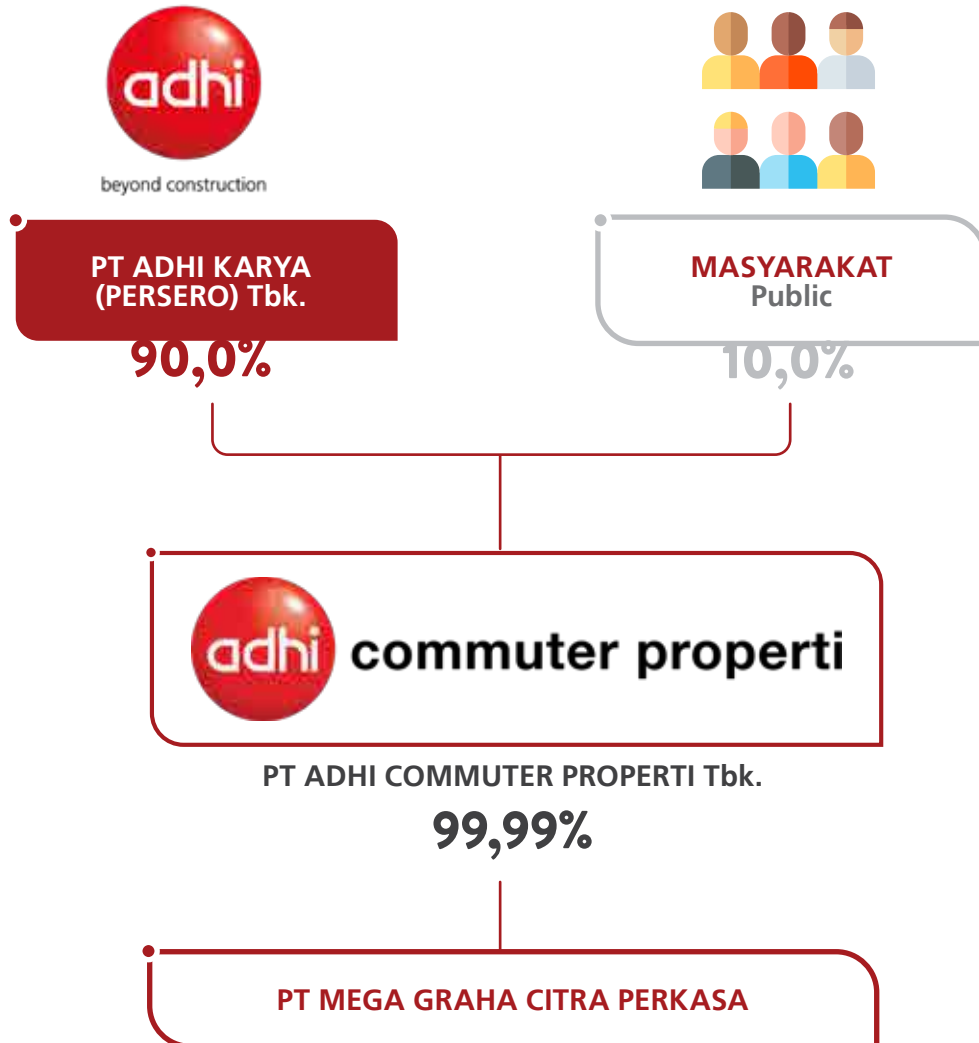 adhi
beyond construction
PT ADHI KARYA
(PERSERO) Tbk.
90,0%
MASYARAKAT
Public
10,0%
adhi commuter properti
PT ADHI COMMUTER PROPERTI Tbk.
99,99%
PT MEGA GRAHA CITRA PERKASA